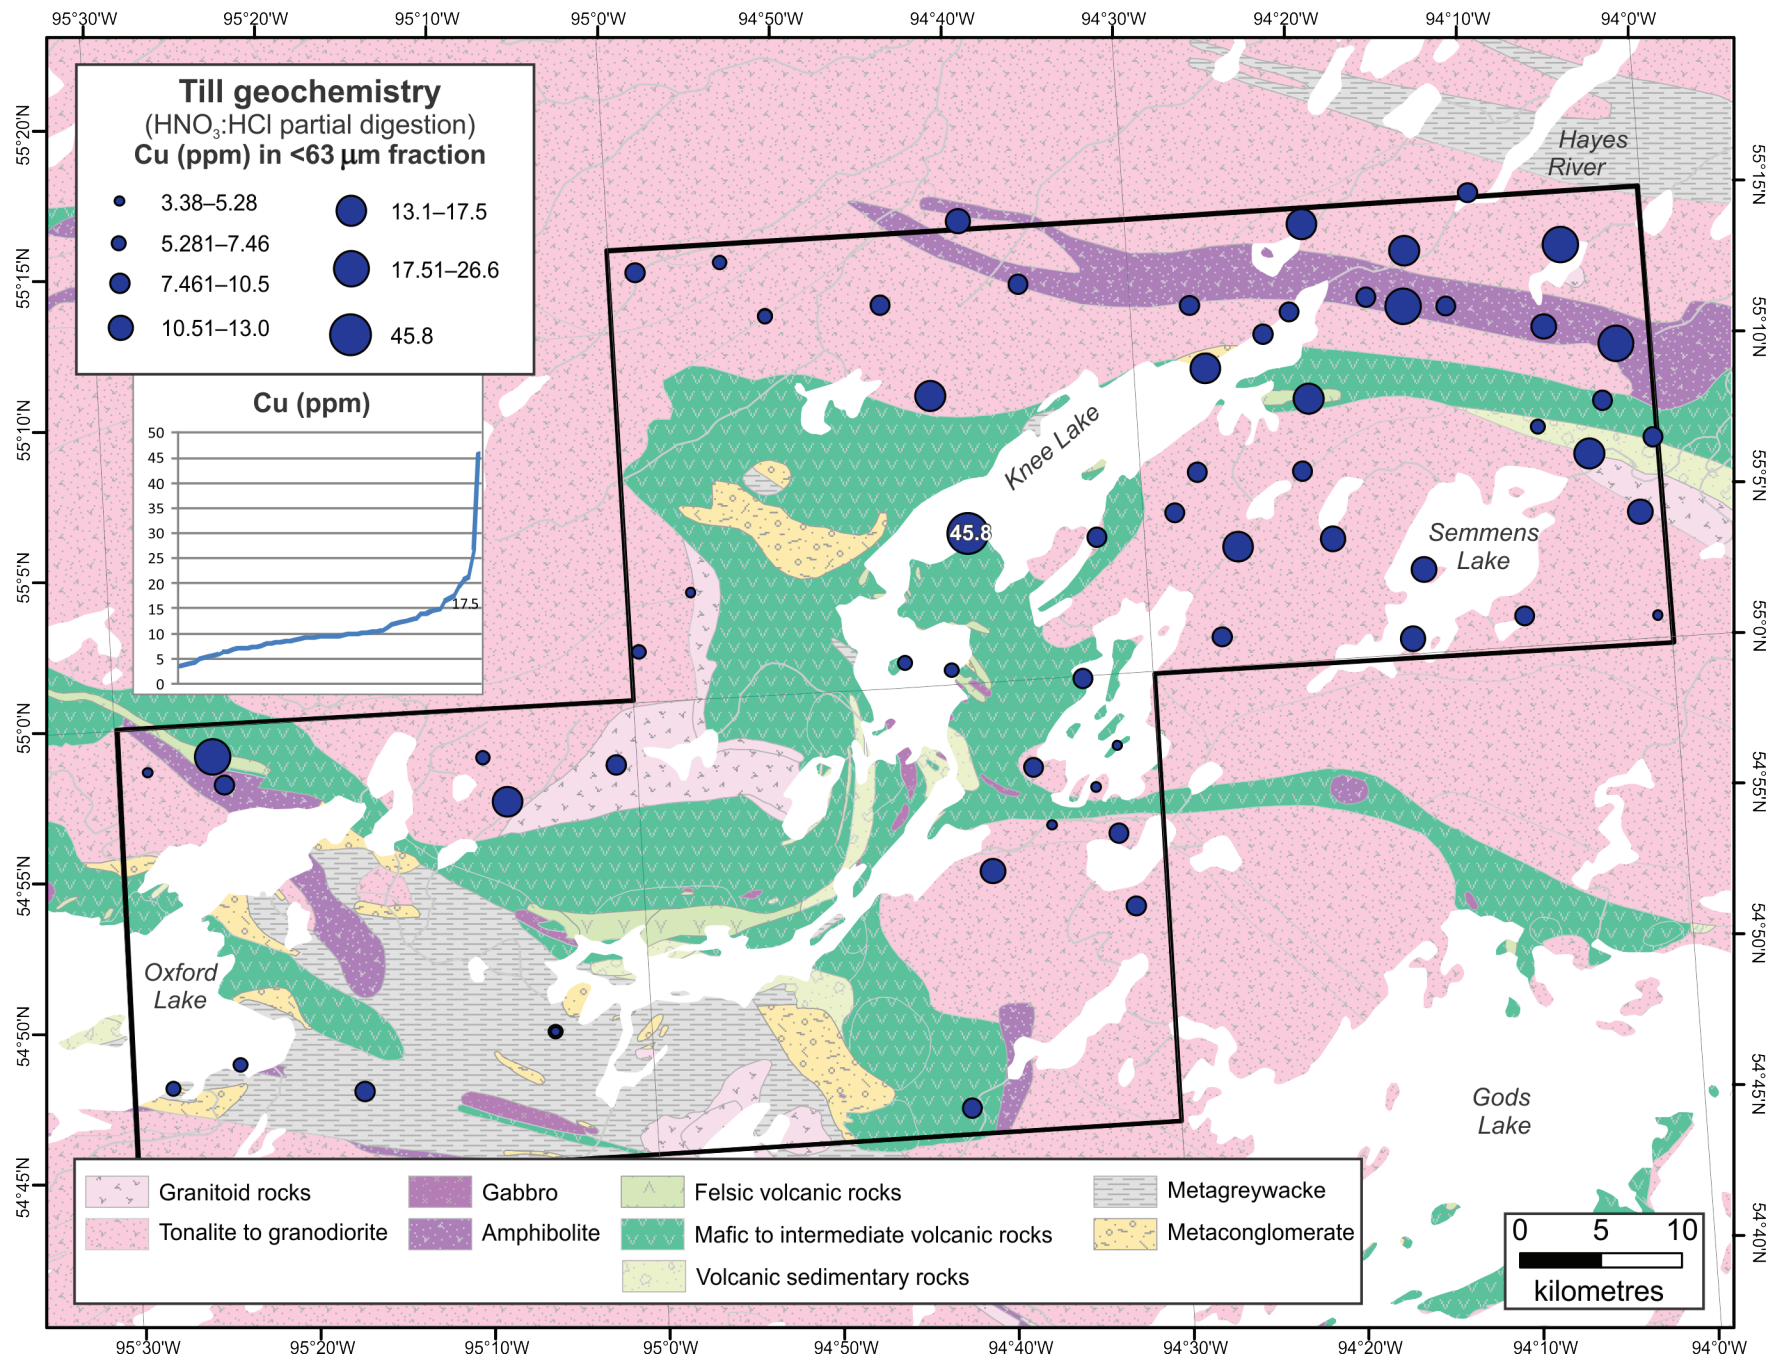 95°30'W
95°20'W
95°10'W
95°0'W
94°50'W
94°40'W
94°30'W
94°20'W
94°10'W
94°0'W
55°20'N
55°15'N
55°10'N
55°5'N
55°0'N
54°55'N
54°50'N
54°45'N
Till geochemistry
(HNO₃:HCl partial digestion)
Cu (ppm) in <63 µm fraction
3.38–5.28
5.281–7.46
7.461–10.5
10.51–13.0
13.1–17.5
17.51–26.6
45.8
Cu (ppm)
50
45
40
35
30
25
20
15
10
5
0
17.5
Hayes
River
Knee Lake
45.8
Semmens
Lake
Oxford
Lake
Gods
Lake
55°15'N
55°10'N
55°5'N
55°0'N
54°55'N
54°50'N
54°45'N
54°40'N
Granitoid rocks
Tonalite to granodiorite
Gabbro
Amphibolite
Felsic volcanic rocks
Mafic to intermediate volcanic rocks
Volcanic sedimentary rocks
Metagreywacke
Metaconglomerate
0 5 10
kilometres
95°30'W
95°20'W
95°10'W
95°0'W
94°50'W
94°40'W
94°30'W
94°20'W
94°10'W
94°0'W